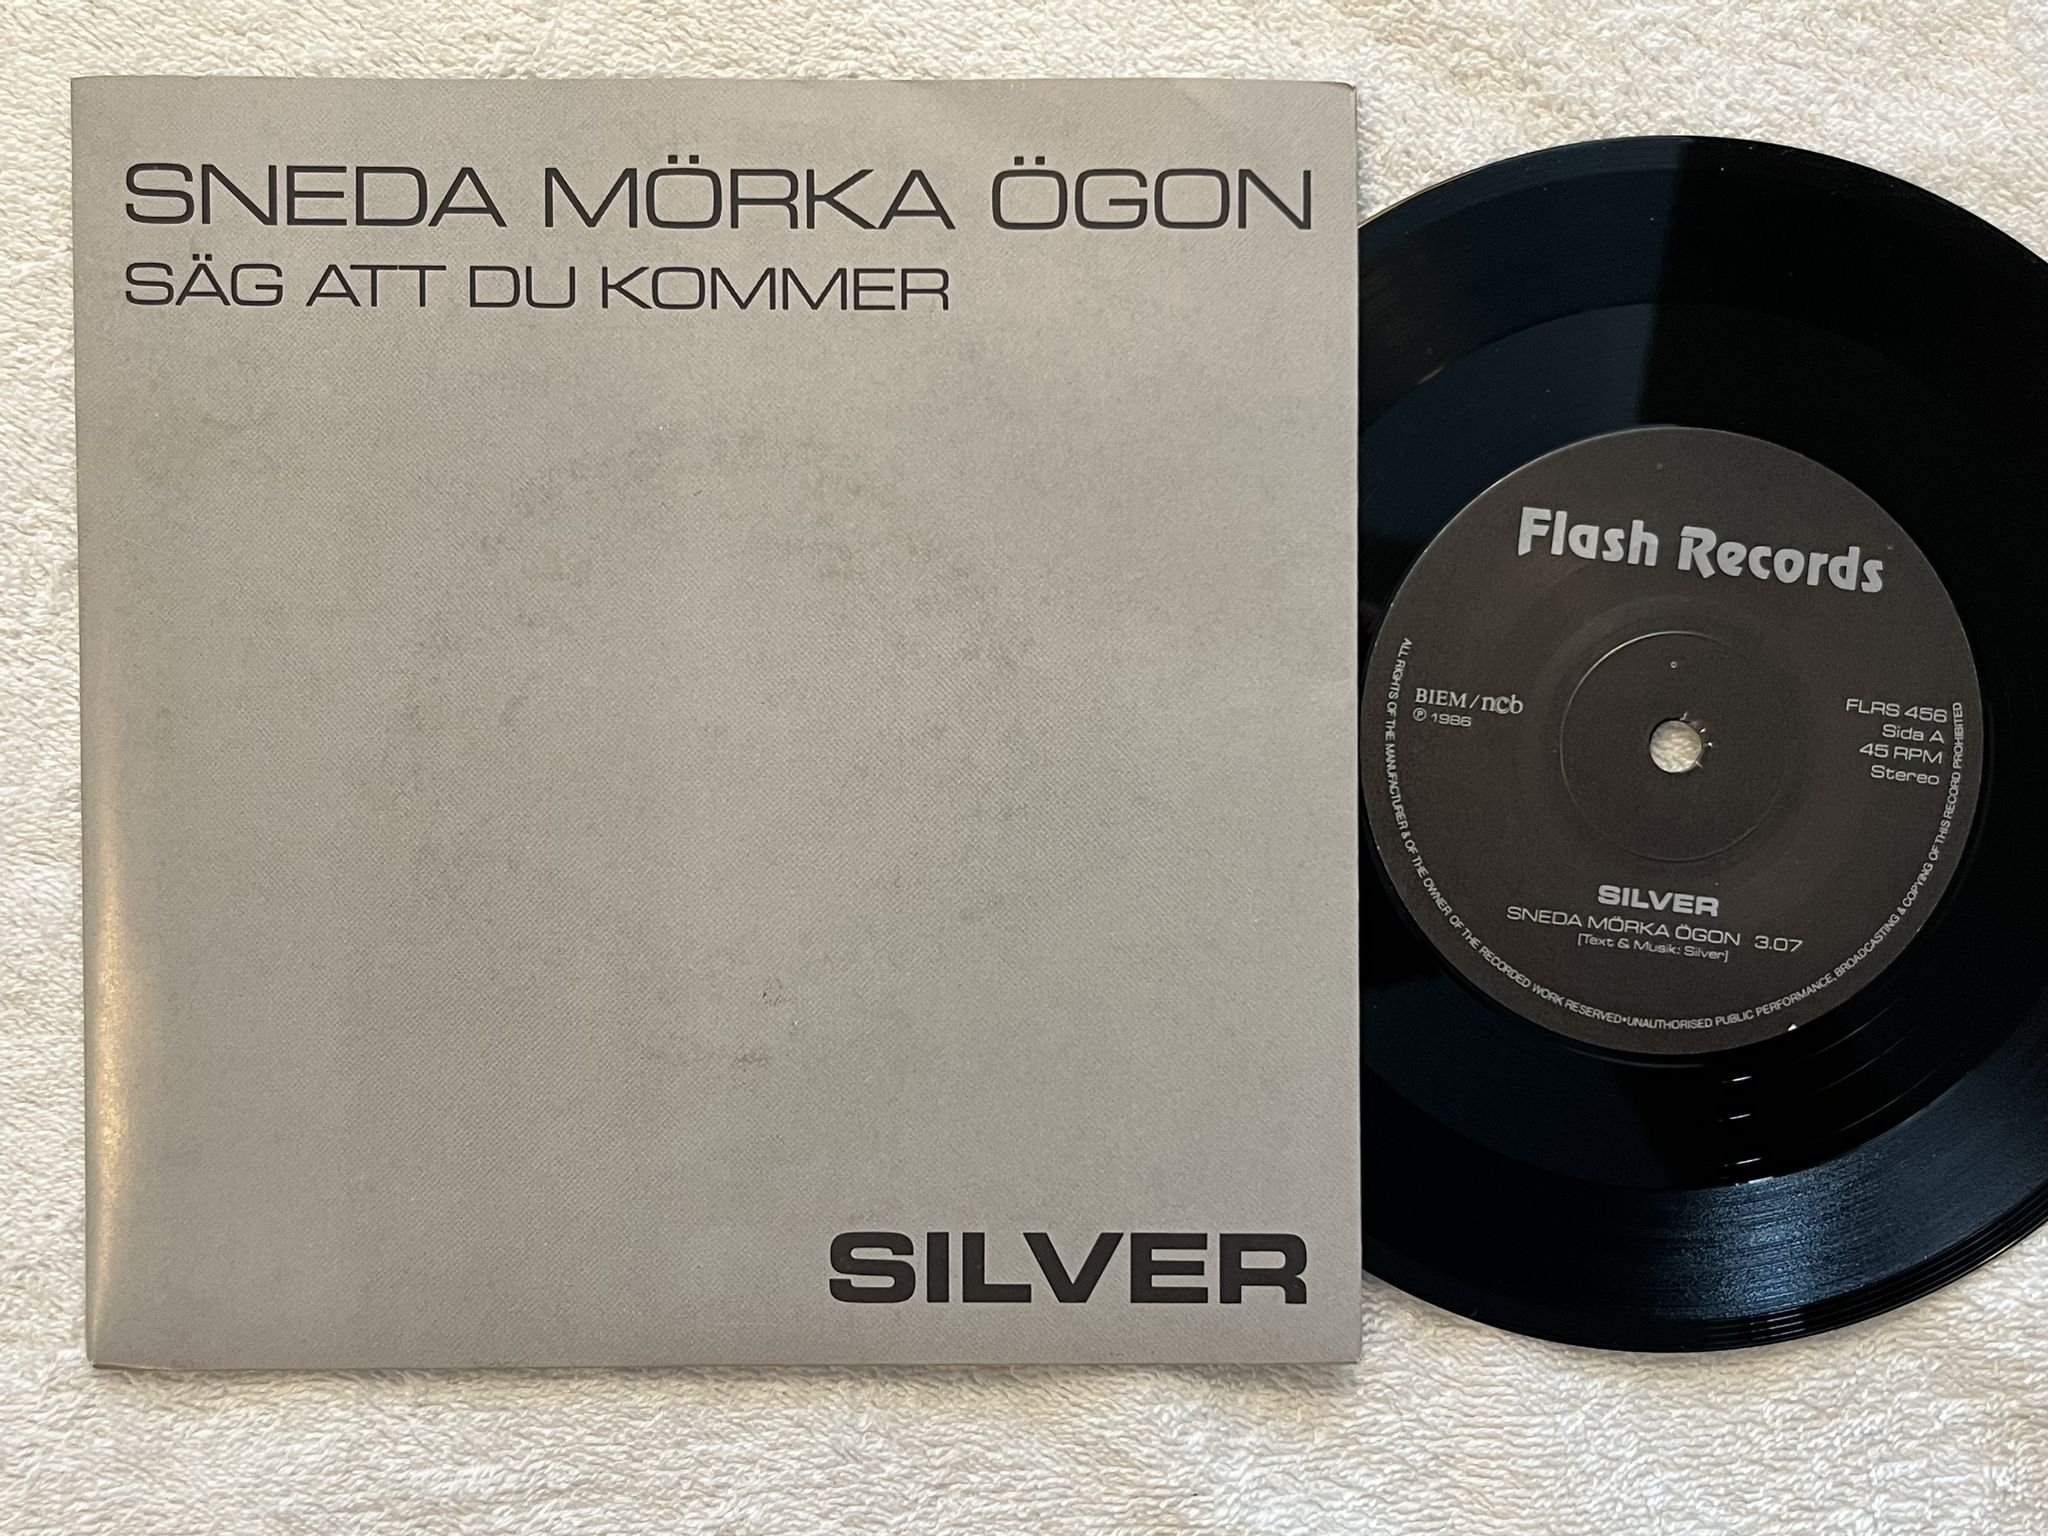 SNEDA MÖRKA ÖGON
SÄG ATT DU KOMMER
SILVER
Flash Records
BIEM/ncb
℗ 1986
FLRS 456
Sida A
45 RPM
Stereo
SILVER
SNEDA MÖRKA ÖGON 3.07
[Text & Musik: Silver]
ALL RIGHTS OF THE MANUFACTURER & OF THE OWNER OF THE RECORDED WORK RESERVED•UNAUTHORISED PUBLIC PERFORMANCE, BROADCASTING & COPYING OF THIS RECORD PROHIBITED